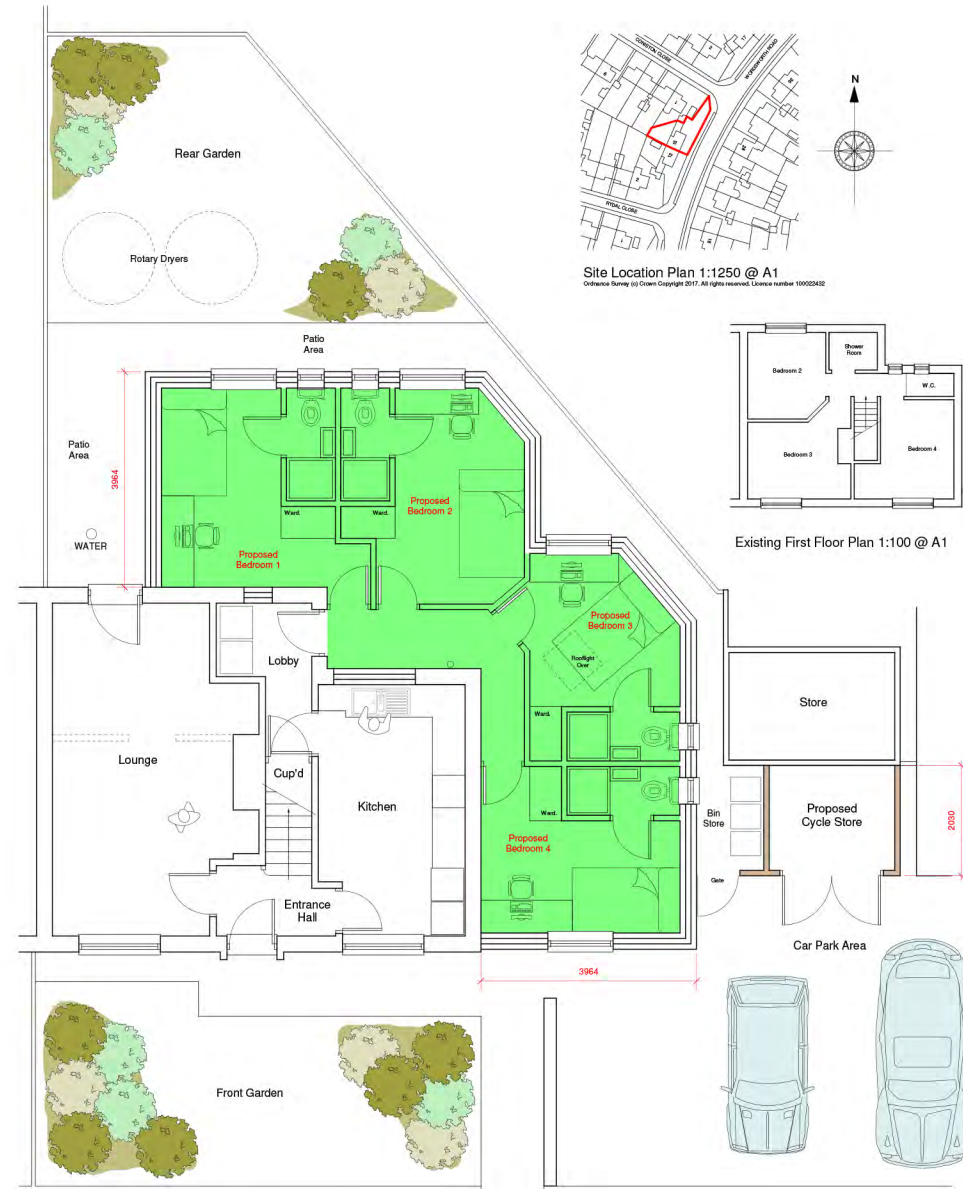 CONISTON CLOSE
WORDSWORTH ROAD
RYDAL CLOSE
N
Site Location Plan 1:1250 @ A1
Ordnance Survey (c) Crown Copyright 2017. All rights reserved. Licence number 100022432
Rear Garden
Rotary Dryers
Patio
Area
Bedroom 2
Shower
Room
W.C.
Bedroom 3
Bedroom 4
Existing First Floor Plan 1:100 @ A1
Patio
Area
3964
WATER
Proposed
Bedroom 1
Ward.
Ward.
Proposed
Bedroom 2
Proposed
Bedroom 3
Rooflight
Over
Ward.
Lobby
Lounge
Cup'd
Kitchen
Entrance
Hall
Ward.
Proposed
Bedroom 4
3964
Store
Bin
Store
Gate
Proposed
Cycle Store
2030
Car Park Area
Front Garden